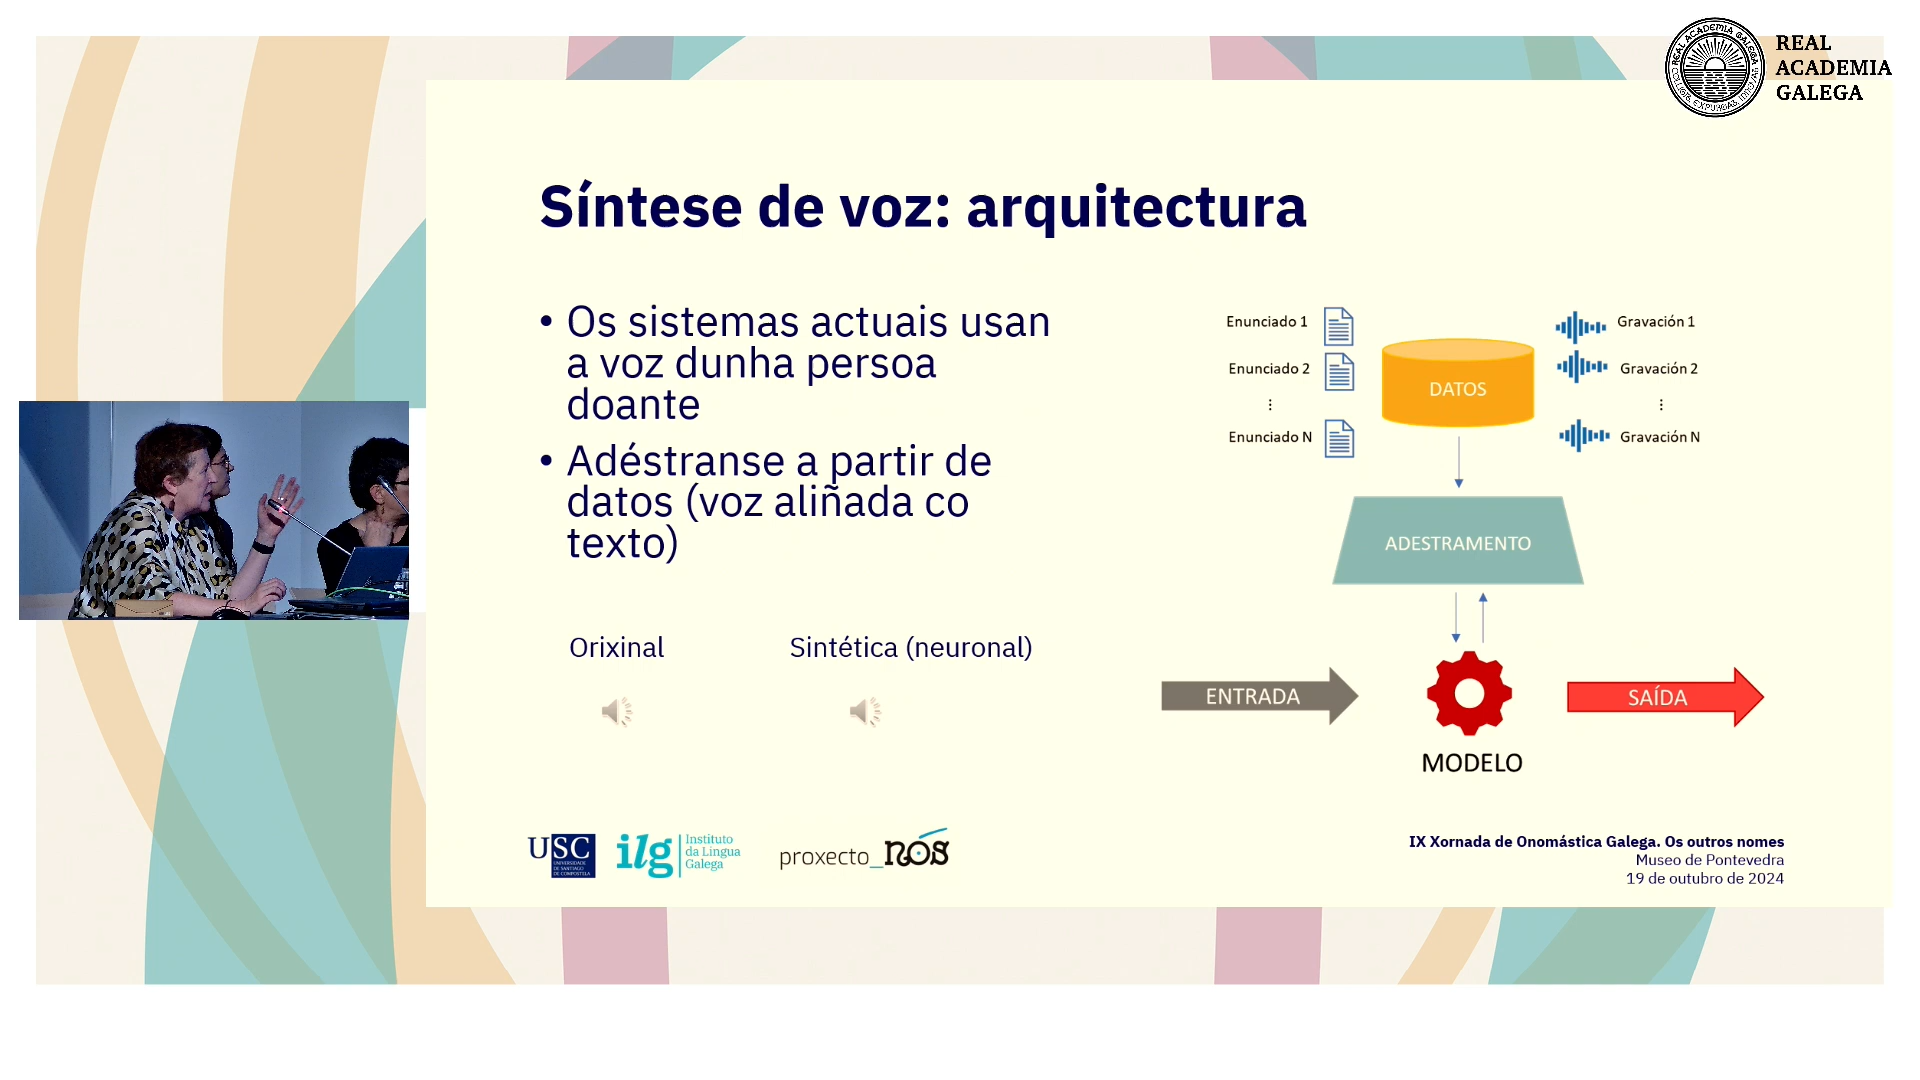 REAL
ACADEMIA
GALEGA
Síntese de voz: arquitectura
• Os sistemas actuais usan
a voz dunha persoa
doante
• Adéstranse a partir de
datos (voz aliñada co
texto)
Orixinal
Sintética (neuronal)
Enunciado 1
Enunciado 2
⋮
Enunciado N
DATOS
Gravación 1
Gravación 2
⋮
Gravación N
ADESTRAMENTO
ENTRADA
SAÍDA
MODELO
USC
UNIVERSIDADE
DE SANTIAGO
DE COMPOSTELA
ilg
Instituto
da Lingua
Galega
proxecto_nós
IX Xornada de Onomástica Galega. Os outros nomes
Museo de Pontevedra
19 de outubro de 2024